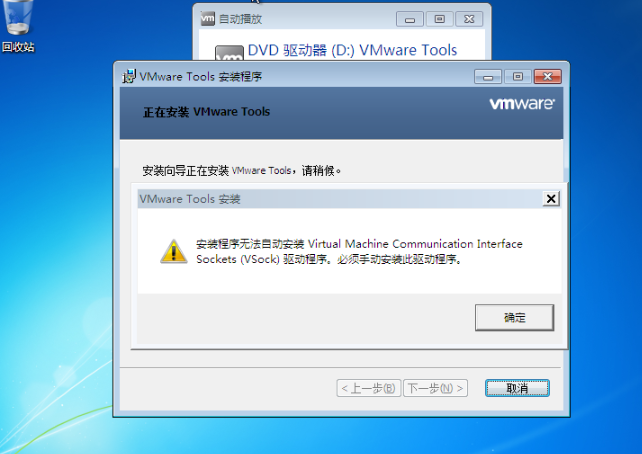 回收站
vm 自动播放
DVD 驱动器 (D:) VMware Tools
vm
VMware Tools 安装程序
正在安装 VMware Tools
vmware®
安装向导正在安装 VMware Tools，请稍候。
VMware Tools 安装
安装程序无法自动安装 Virtual Machine Communication Interface
Sockets (VSock) 驱动程序。必须手动安装此驱动程序。
确定
< 上一步(B) 下一步(N) > 取消